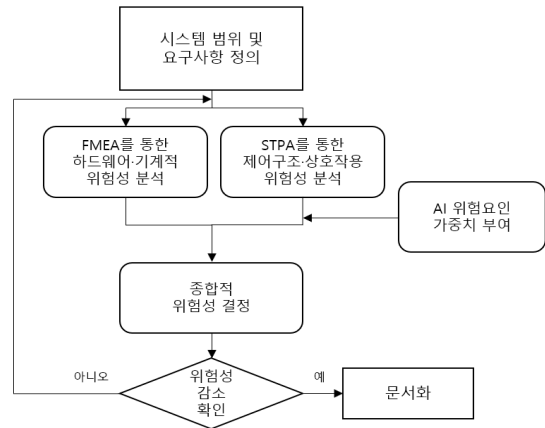 시스템 범위 및
요구사항 정의
FMEA를 통한
하드웨어·기계적
위험성 분석
STPA를 통한
제어구조·상호작용
위험성 분석
AI 위험요인
가중치 부여
종합적
위험성 결정
아니오
위험성
감소
확인
예
문서화